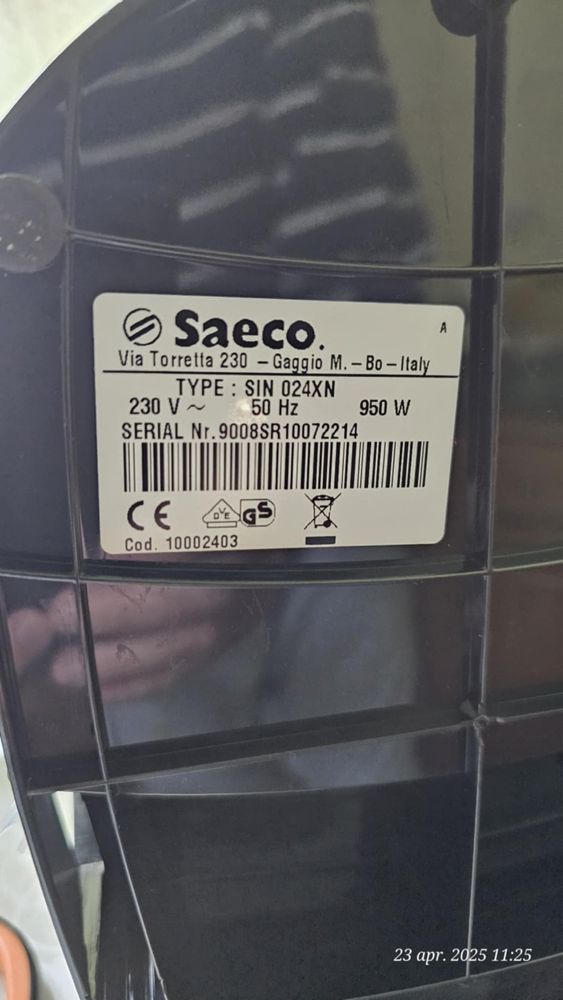 Saeco.
A
Via Torretta 230 – Gaggio M. – Bo – Italy
TYPE : SIN 024XN
230 V ~ 50 Hz 950 W
SERIAL Nr. 9008SR10072214
CE DVE GS
Cod. 10002403
23 apr. 2025 11:25